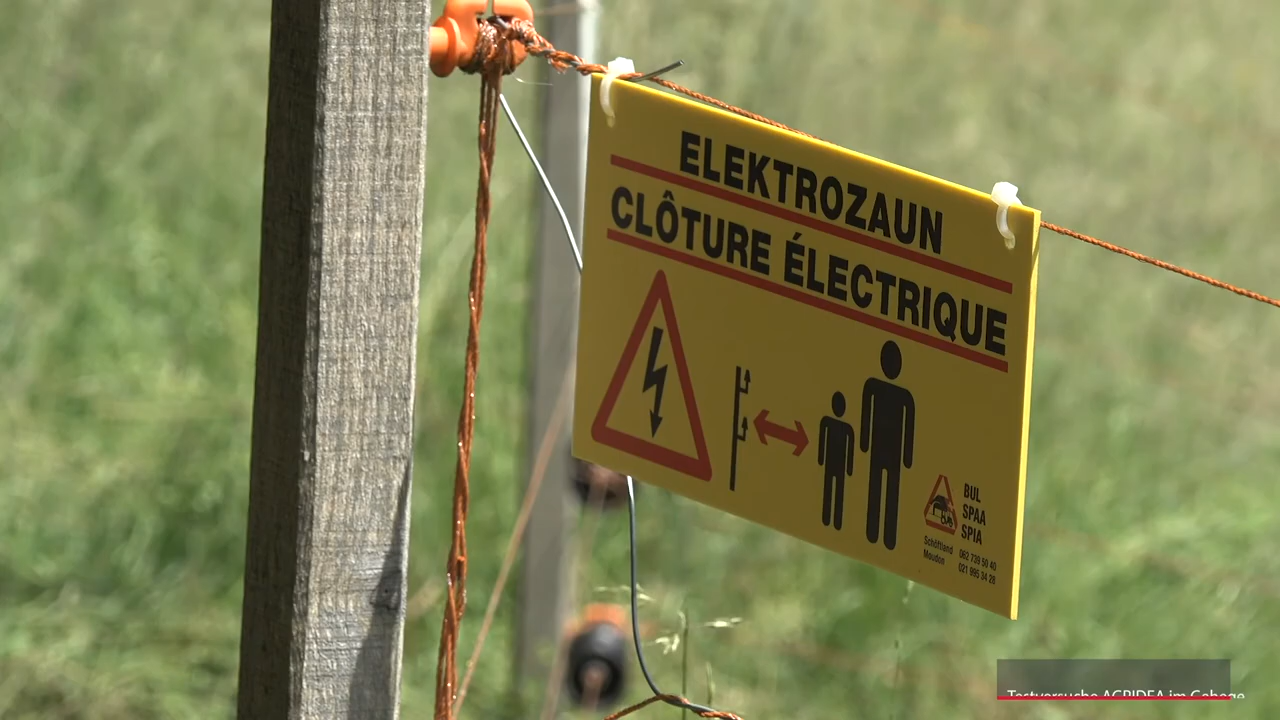 ELEKTROZAUN
CLÔTURE ÉLECTRIQUE
BUL
SPAA
SPIA
Schöftland 062 739 50 40
Moudon 021 995 34 28
Testversuche AGRIDEA im Gehege